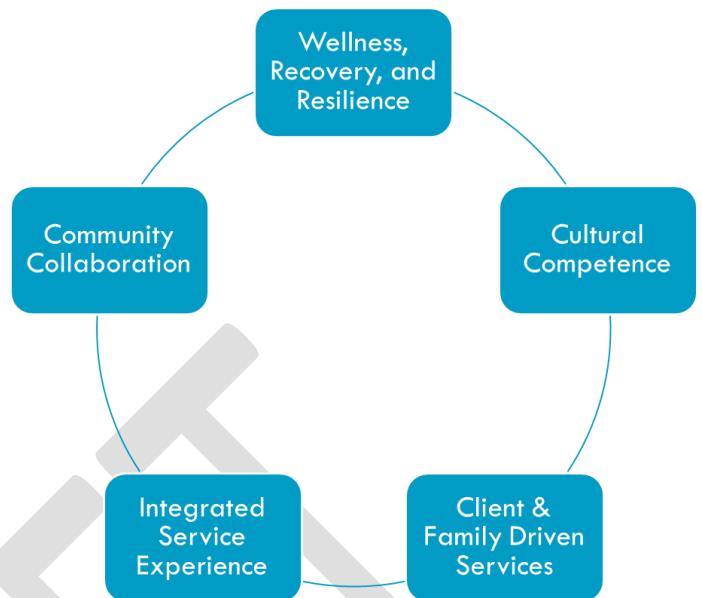 Wellness,
Recovery, and
Resilience
Cultural
Competence
Client &
Family Driven
Services
Integrated
Service
Experience
Community
Collaboration